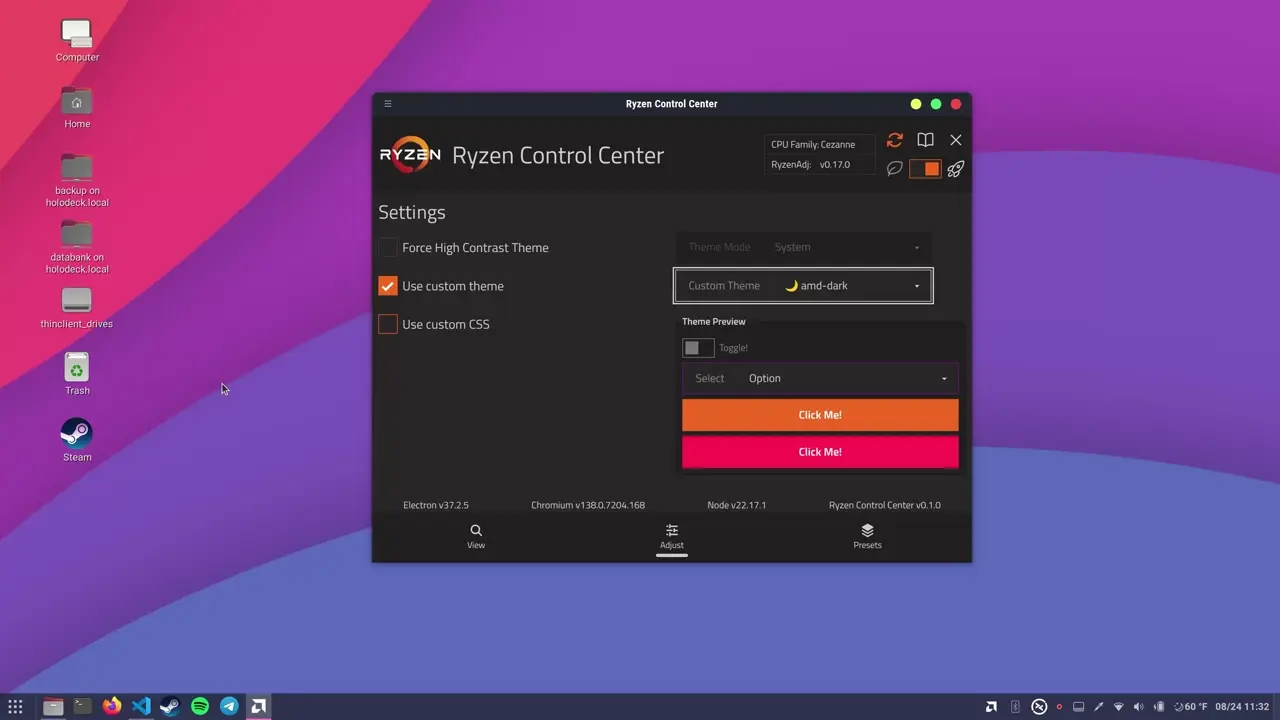 Computer
Home
backup on
holodeck.local
databank on
holodeck.local
thinclient_drives
Trash
Steam
Ryzen Control Center
RYZEN
Ryzen Control Center
CPU Family: Cezanne
RyzenAdj: v0.17.0
Settings
Force High Contrast Theme
Theme Mode System
Use custom theme
Custom Theme 🌙 amd-dark
Use custom CSS
Theme Preview
Toggle!
Select Option
Click Me!
Click Me!
Electron v37.2.5 Chromium v138.0.7204.168 Node v22.17.1 Ryzen Control Center v0.1.0
View Adjust Presets
60 °F 08/24 11:32